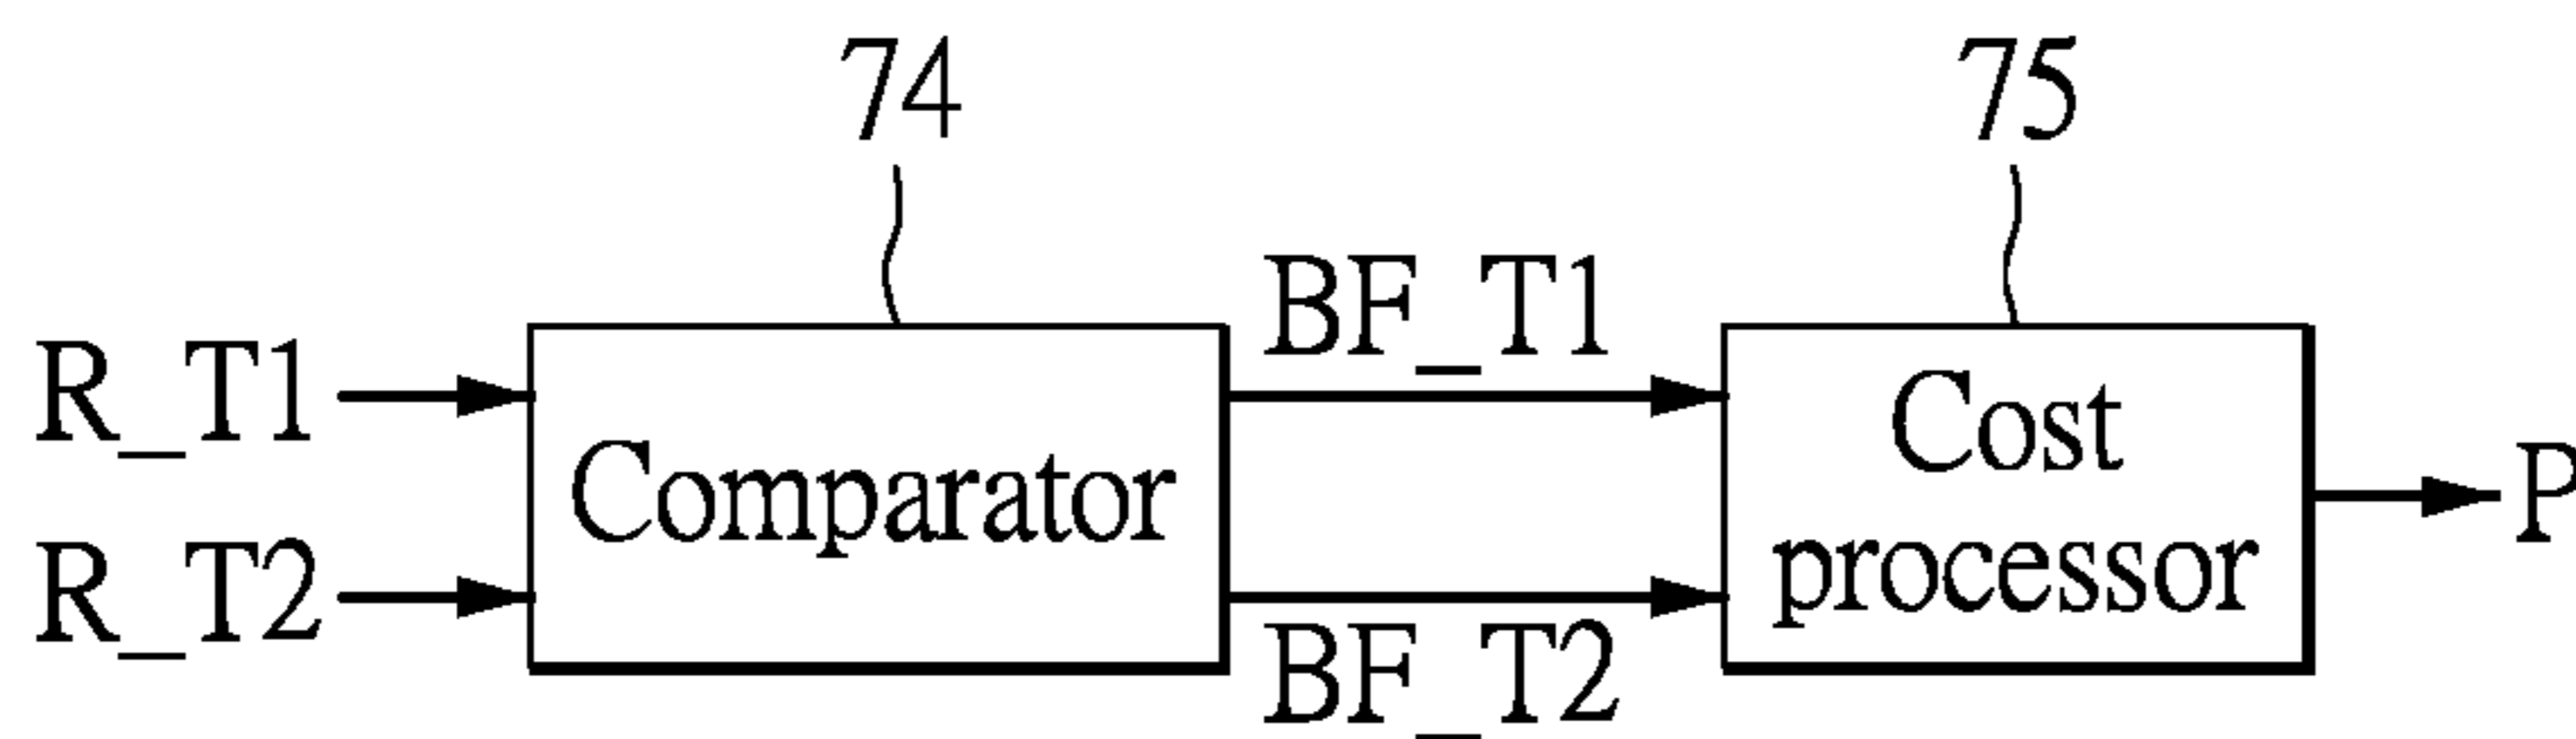 74
75
R_T1
R_T2
Comparator
BF_T1
BF_T2
Cost
processor
P